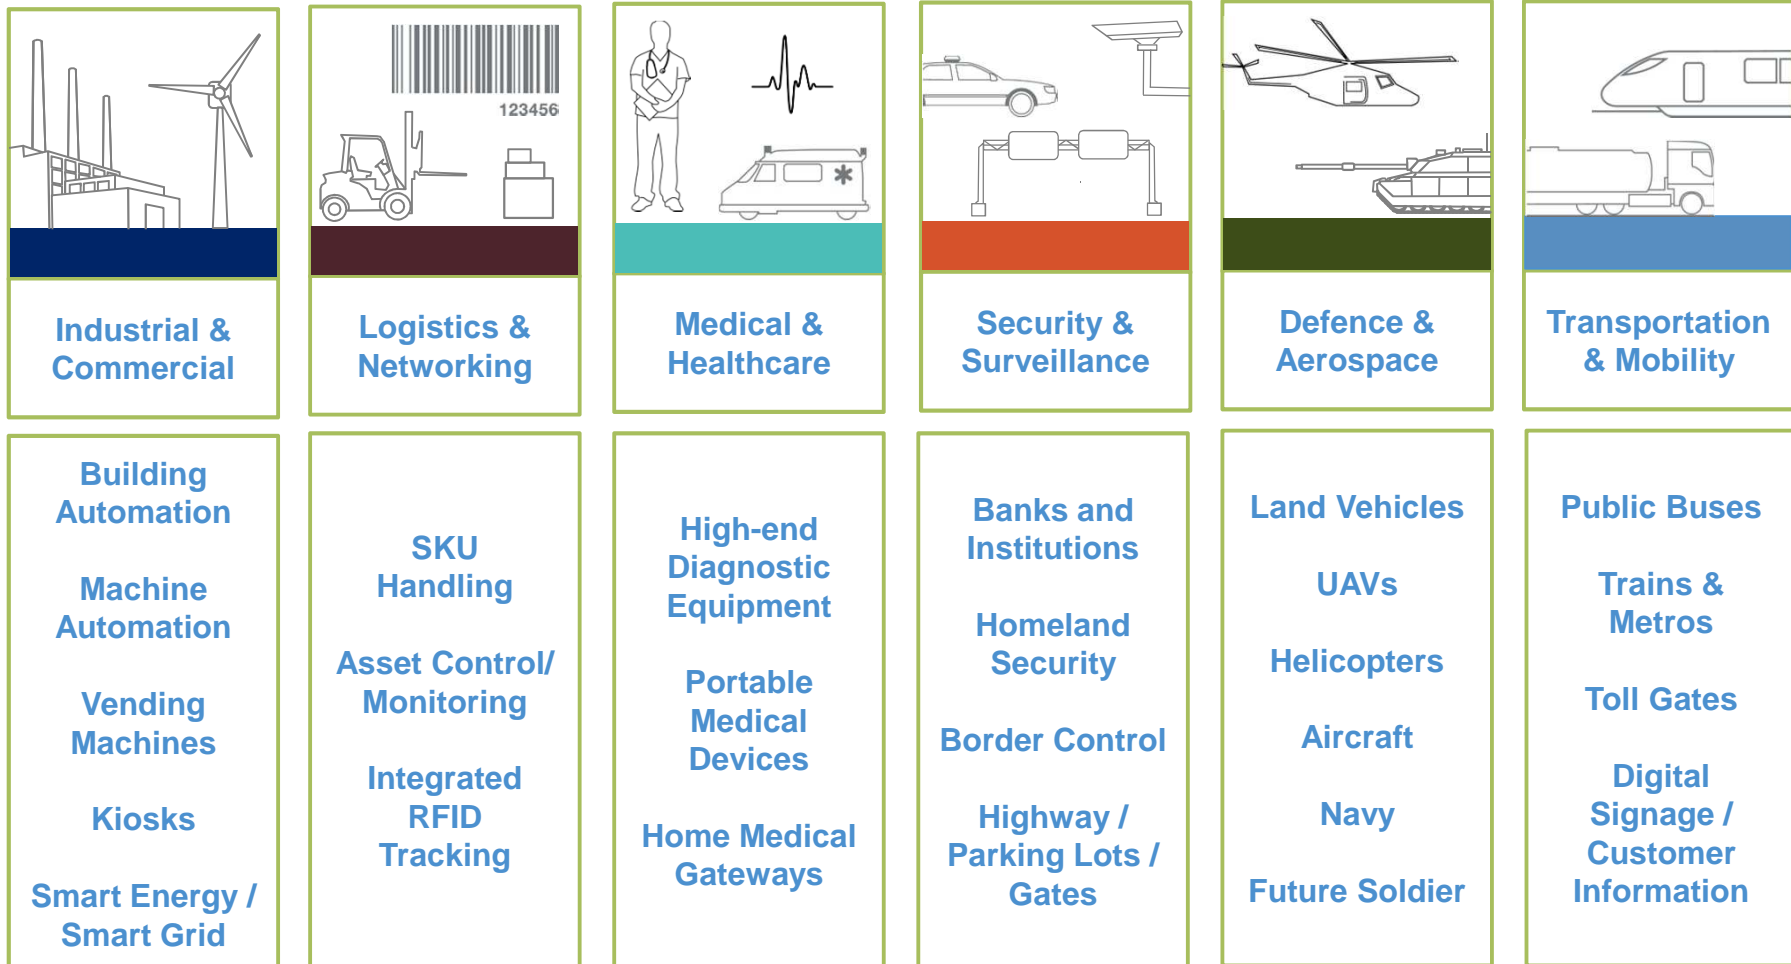 123456
Industrial &
Commercial
Logistics &
Networking
Medical &
Healthcare
Security &
Surveillance
Defence &
Aerospace
Transportation
& Mobility
Building
Automation
Machine
Automation
Vending
Machines
Kiosks
Smart Energy /
Smart Grid
SKU
Handling
Asset Control/
Monitoring
Integrated
RFID
Tracking
High-end
Diagnostic
Equipment
Portable
Medical
Devices
Home Medical
Gateways
Banks and
Institutions
Homeland
Security
Border Control
Highway /
Parking Lots /
Gates
Land Vehicles
UAVs
Helicopters
Aircraft
Navy
Future Soldier
Public Buses
Trains &
Metros
Toll Gates
Digital
Signage /
Customer
Information